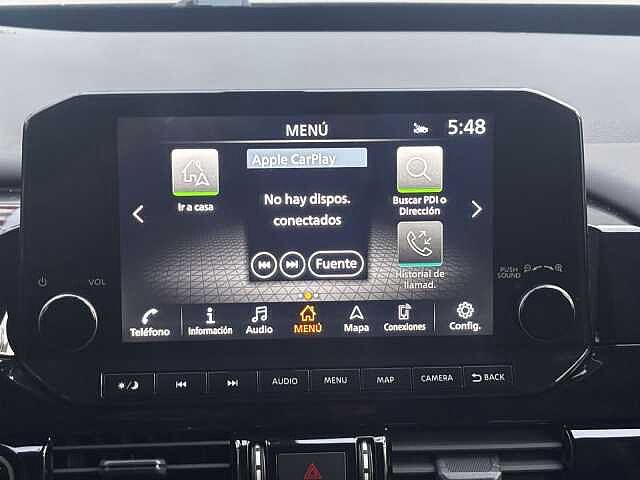 MENÚ
5:48
Apple CarPlay
Ir a casa
No hay dispos.
conectados
Buscar PDI o
Dirección
Fuente
Historial de
llamad.
VOL
PUSH
SOUND
Teléfono
Información
Audio
MENÚ
Mapa
Conexiones
Config.
AUDIO
MENU
MAP
CAMERA
BACK